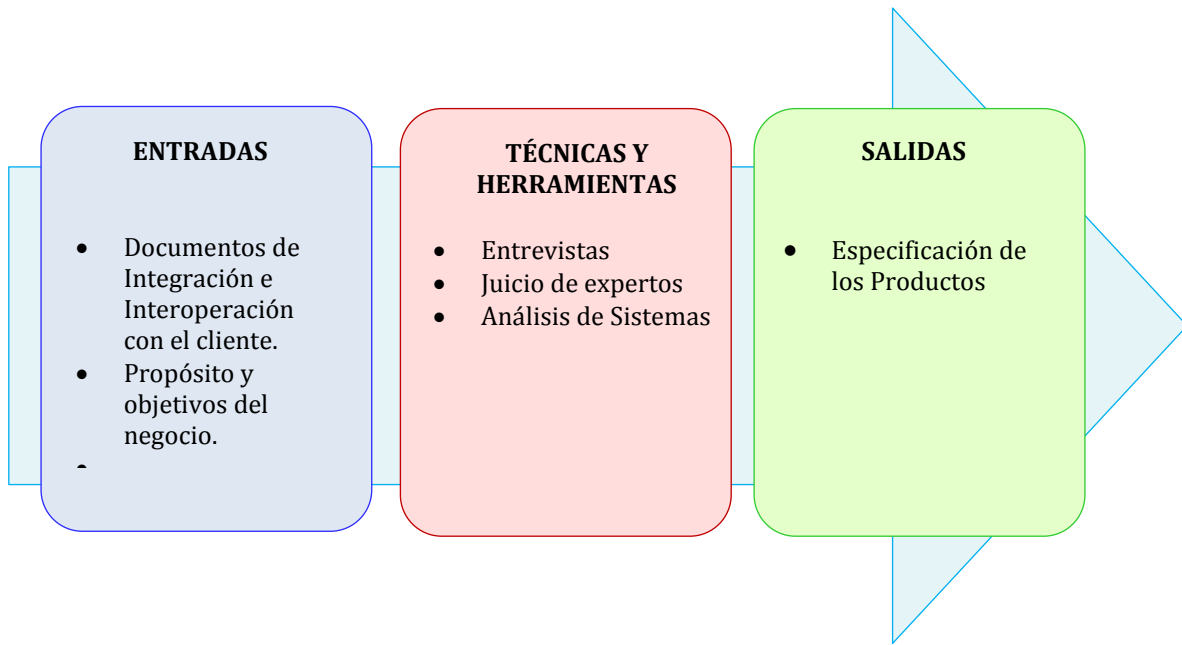 ENTRADAS
• Documentos de
Integración e
Interoperación
con el cliente.
• Propósito y
objetivos del
negocio.
•
TÉCNICAS Y
HERRAMIENTAS
• Entrevistas
• Juicio de expertos
• Análisis de Sistemas
SALIDAS
• Especificación de
los Productos